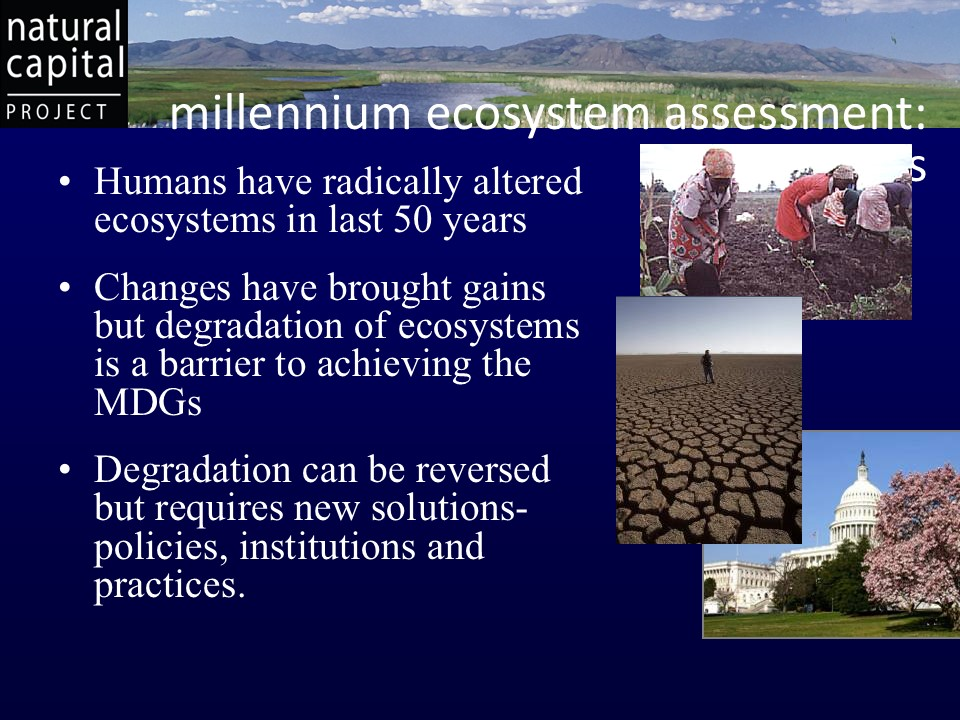 natural
capital
PROJECT
millennium ecosystem assessment:
s
• Humans have radically altered
ecosystems in last 50 years
• Changes have brought gains
but degradation of ecosystems
is a barrier to achieving the
MDGs
• Degradation can be reversed
but requires new solutions-
policies, institutions and
practices.